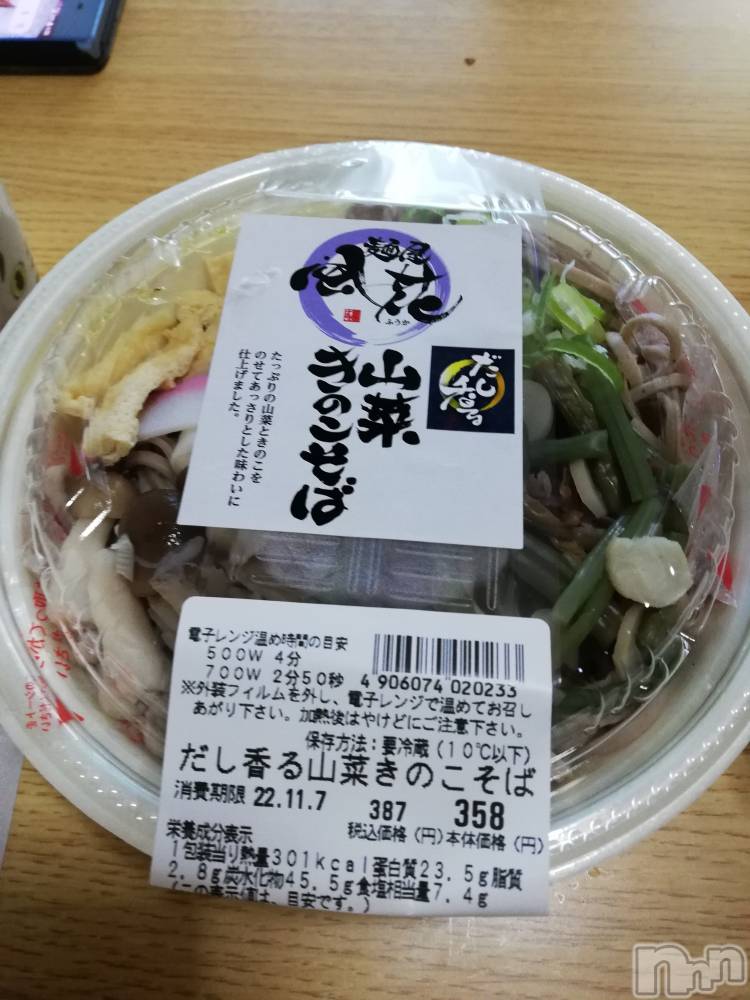 麺屋
風花
ふうか
だし香る
山菜
きのこそば
たっぷりの山菜ときのこを
のせてあっさりとした味わいに
仕上げました。
電子レンジ温め時間の目安
500W 4分
700W 2分50秒
4 906074 020233
※外装フィルムを外し、電子レンジで温めてお召し
あがり下さい。加熱後はやけどにご注意下さい。
保存方法:要冷蔵(10℃以下)
だし香る山菜きのこそば
消費期限 22.11.7
387 358
税込価格(円)本体価格(円)
栄養成分表示
1包装当り熱量301kcal蛋白質23.5g脂質
2.8g炭水化物45.5g食塩相当量7.4g
(この表示値は、目安です。)
nnn